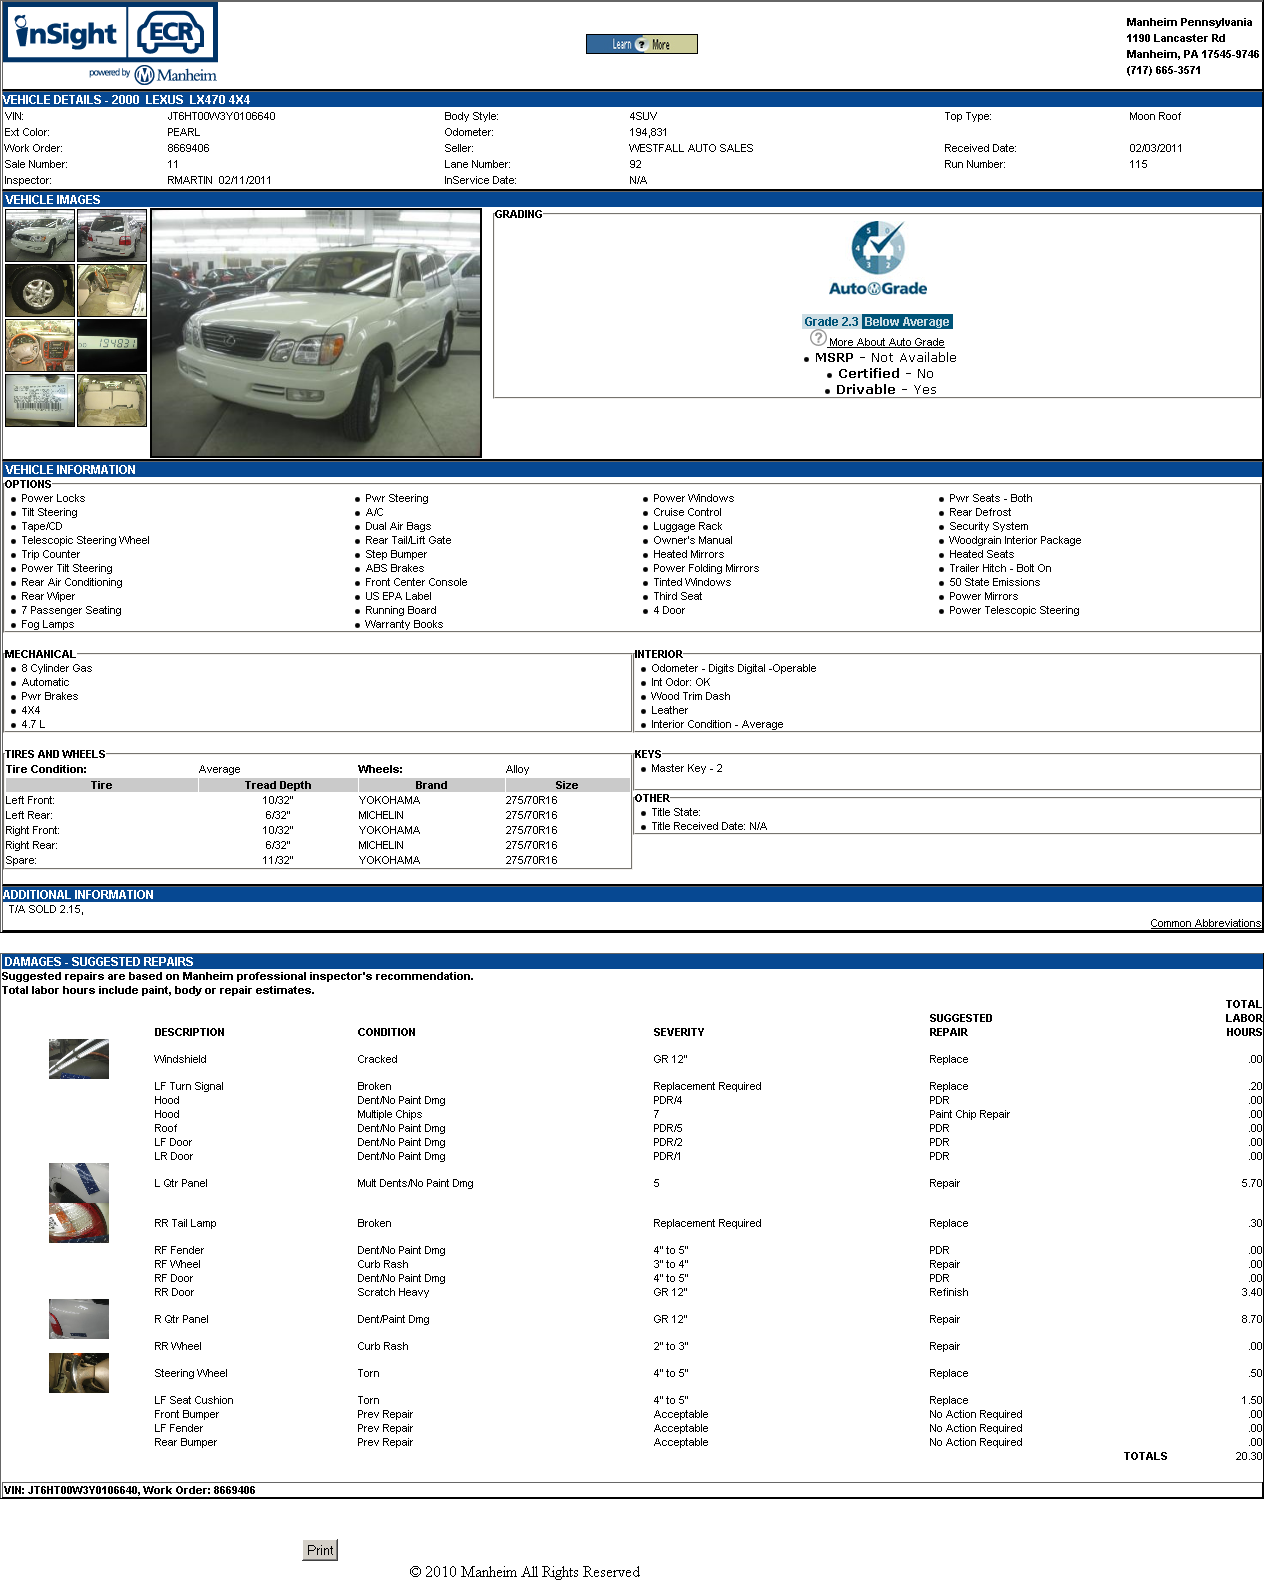 inSight ECR
powered by Manheim
Learn ? More
Manheim Pennsylvania
1190 Lancaster Rd
Manheim, PA 17545-9746
(717) 665-3571
VEHICLE DETAILS - 2000 LEXUS LX470 4X4
VIN: JT6HT00W3Y0106640 Body Style: 4SUV Top Type: Moon Roof
Ext Color: PEARL Odometer: 194,831
Work Order: 8669406 Seller: WESTFALL AUTO SALES Received Date: 02/03/2011
Sale Number: 11 Lane Number: 92 Run Number: 115
Inspector: RMARTIN 02/11/2011 InService Date: N/A
VEHICLE IMAGES
194831
GRADING
5 0 1 4 3 2
AutoGrade
Grade 2.3 Below Average
? More About Auto Grade
• MSRP - Not Available
• Certified - No
• Drivable - Yes
VEHICLE INFORMATION
OPTIONS
• Power Locks • Pwr Steering • Power Windows • Pwr Seats - Both
• Tilt Steering • A/C • Cruise Control • Rear Defrost
• Tape/CD • Dual Air Bags • Luggage Rack • Security System
• Telescopic Steering Wheel • Rear Tail/Lift Gate • Owner's Manual • Woodgrain Interior Package
• Trip Counter • Step Bumper • Heated Mirrors • Heated Seats
• Power Tilt Steering • ABS Brakes • Power Folding Mirrors • Trailer Hitch - Bolt On
• Rear Air Conditioning • Front Center Console • Tinted Windows • 50 State Emissions
• Rear Wiper • US EPA Label • Third Seat • Power Mirrors
• 7 Passenger Seating • Running Board • 4 Door • Power Telescopic Steering
• Fog Lamps • Warranty Books
MECHANICAL
• 8 Cylinder Gas
• Automatic
• Pwr Brakes
• 4X4
• 4.7 L
INTERIOR
• Odometer - Digits Digital -Operable
• Int Odor: OK
• Wood Trim Dash
• Leather
• Interior Condition - Average
TIRES AND WHEELS
Tire Condition: Average Wheels: Alloy
Tire Tread Depth Brand Size
Left Front: 10/32" YOKOHAMA 275/70R16
Left Rear: 6/32" MICHELIN 275/70R16
Right Front: 10/32" YOKOHAMA 275/70R16
Right Rear: 6/32" MICHELIN 275/70R16
Spare: 11/32" YOKOHAMA 275/70R16
KEYS
• Master Key - 2
OTHER
• Title State:
• Title Received Date: N/A
ADDITIONAL INFORMATION
T/A SOLD 2.15,
Common Abbreviations
DAMAGES - SUGGESTED REPAIRS
Suggested repairs are based on Manheim professional inspector's recommendation.
Total labor hours include paint, body or repair estimates.
DESCRIPTION CONDITION SEVERITY SUGGESTED REPAIR TOTAL LABOR HOURS
Windshield Cracked GR 12" Replace .00
LF Turn Signal Broken Replacement Required Replace .20
Hood Dent/No Paint Dmg PDR/4 PDR .00
Hood Multiple Chips 7 Paint Chip Repair .00
Roof Dent/No Paint Dmg PDR/5 PDR .00
LF Door Dent/No Paint Dmg PDR/2 PDR .00
LR Door Dent/No Paint Dmg PDR/1 PDR .00
L Qtr Panel Mult Dents/No Paint Dmg 5 Repair 5.70
RR Tail Lamp Broken Replacement Required Replace .30
RF Fender Dent/No Paint Dmg 4" to 5" PDR .00
RF Wheel Curb Rash 3" to 4" Repair .00
RF Door Dent/No Paint Dmg 4" to 5" PDR .00
RR Door Scratch Heavy GR 12" Refinish 3.40
R Qtr Panel Dent/Paint Dmg GR 12" Repair 8.70
RR Wheel Curb Rash 2" to 3" Repair .00
Steering Wheel Torn 4" to 5" Replace .50
LF Seat Cushion Torn 4" to 5" Replace 1.50
Front Bumper Prev Repair Acceptable No Action Required .00
LF Fender Prev Repair Acceptable No Action Required .00
Rear Bumper Prev Repair Acceptable No Action Required .00
TOTALS 20.30
VIN: JT6HT00W3Y0106640, Work Order: 8669406
Print
© 2010 Manheim All Rights Reserved